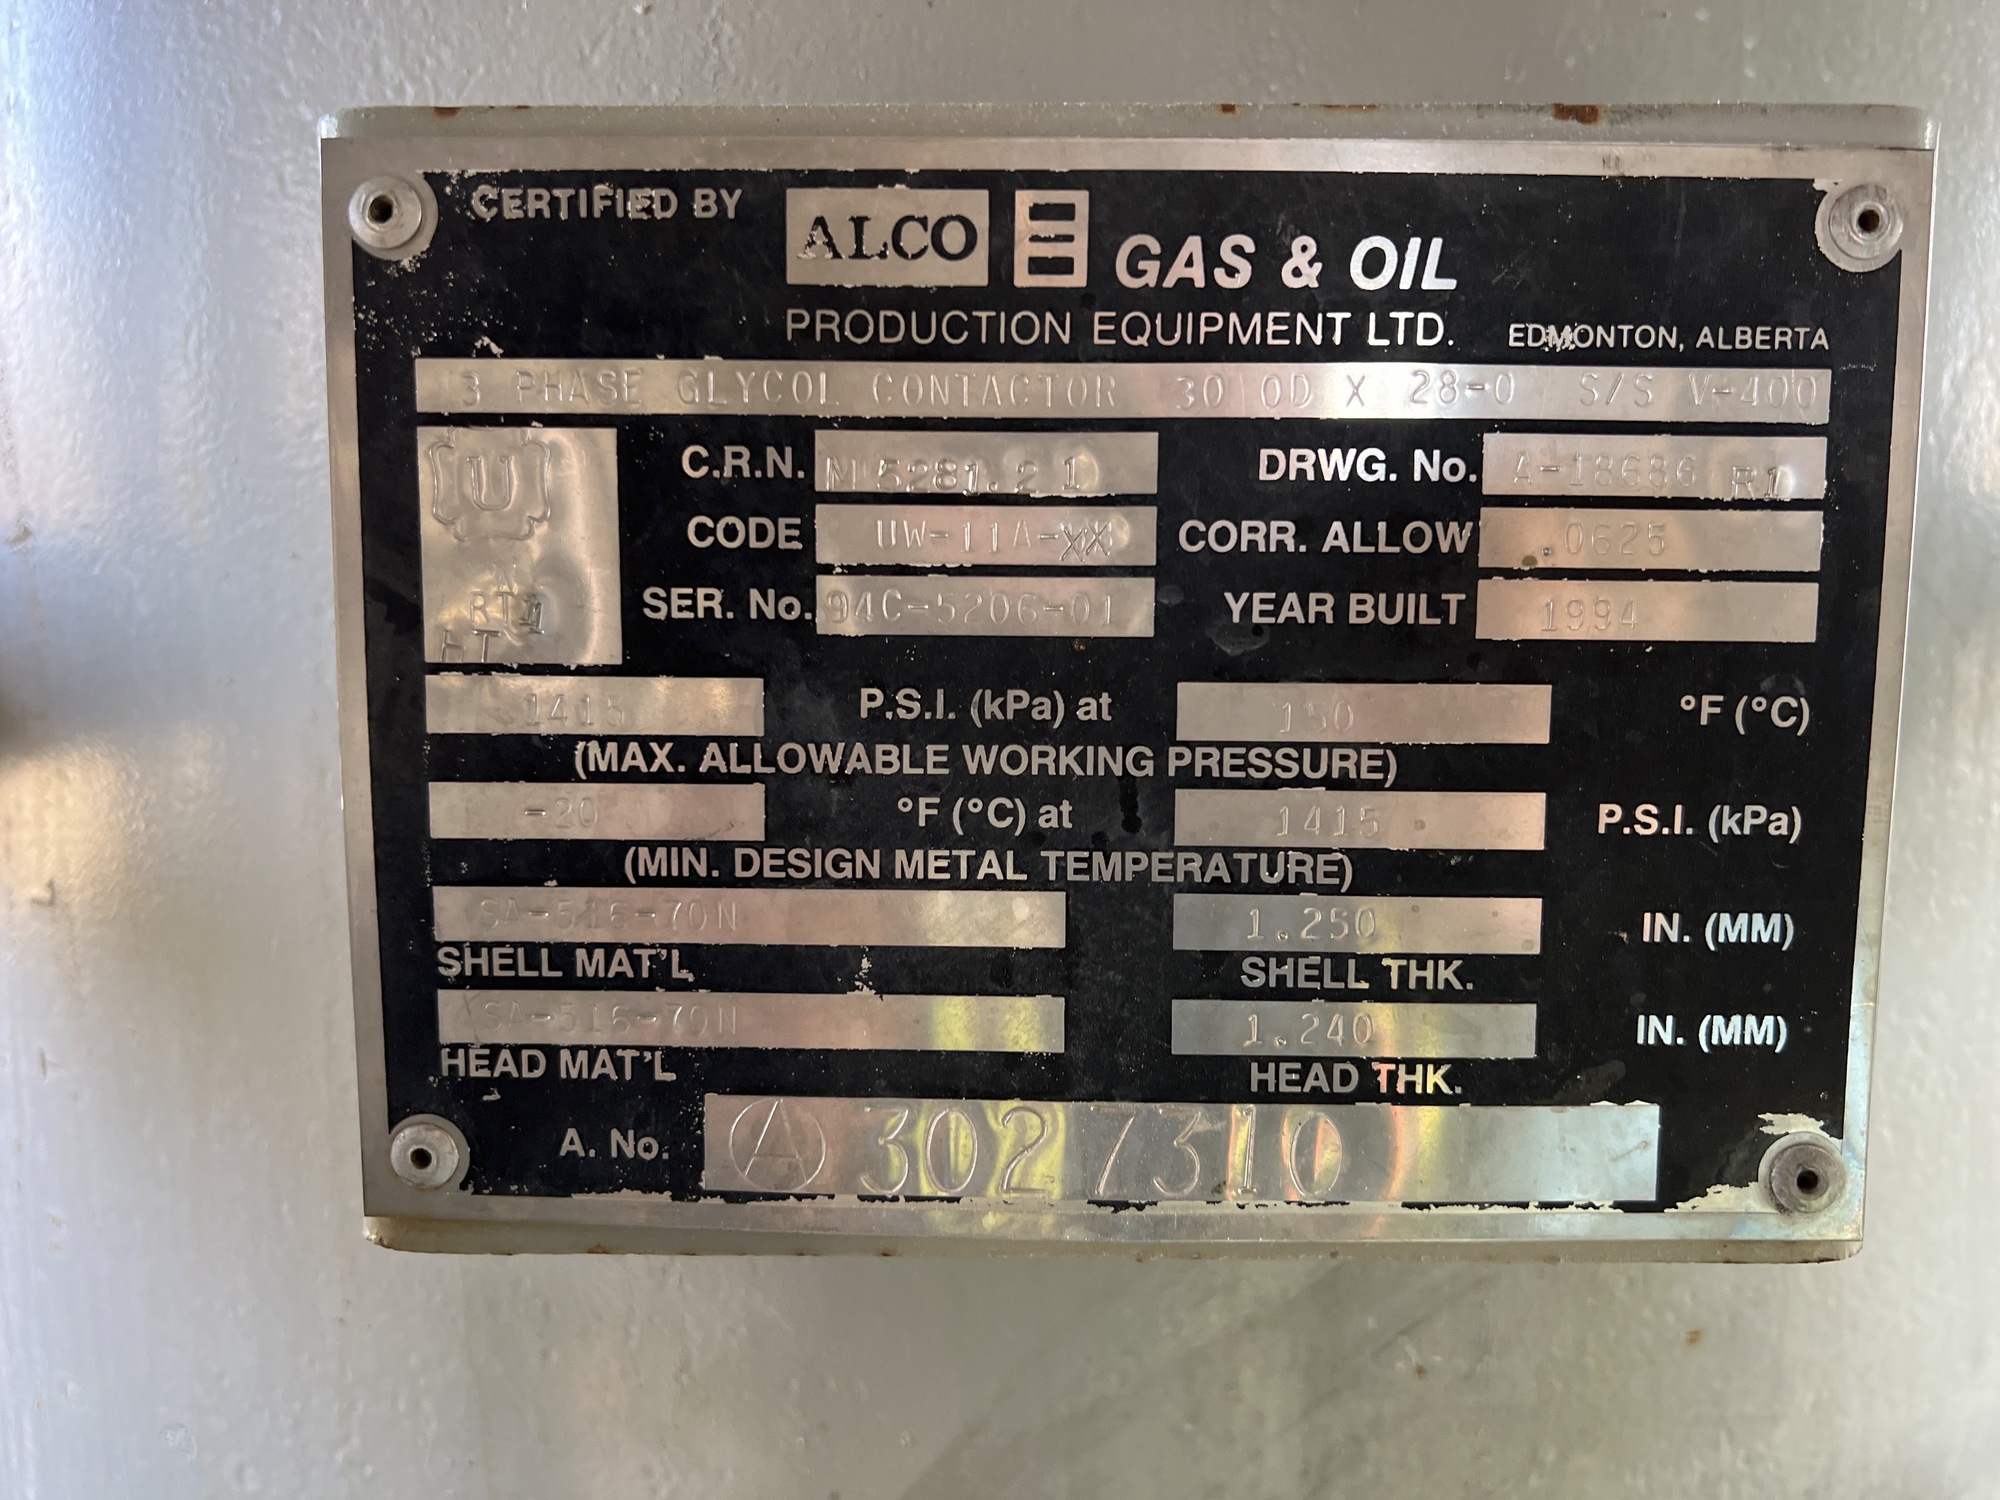 CERTIFIED BY ALCO GAS & OIL
PRODUCTION EQUIPMENT LTD. EDMONTON, ALBERTA
3 PHASE GLYCOL CONTACTOR 30 OD X 28-0 S/S V-400
U
N
RT1
HT
C.R.N. M 5281.2 1 DRWG. No. A-18686 R1
CODE UW-11A-XX CORR. ALLOW .0625
SER. No. 94C-5206-01 YEAR BUILT 1994
1415 P.S.I. (kPa) at 150 °F (°C)
(MAX. ALLOWABLE WORKING PRESSURE)
-20 °F (°C) at 1415 P.S.I. (kPa)
(MIN. DESIGN METAL TEMPERATURE)
SA-516-70N 1.250 IN. (MM)
SHELL MAT'L SHELL THK.
SA-516-70N 1.240 IN. (MM)
HEAD MAT'L HEAD THK.
A. No. A 3027310